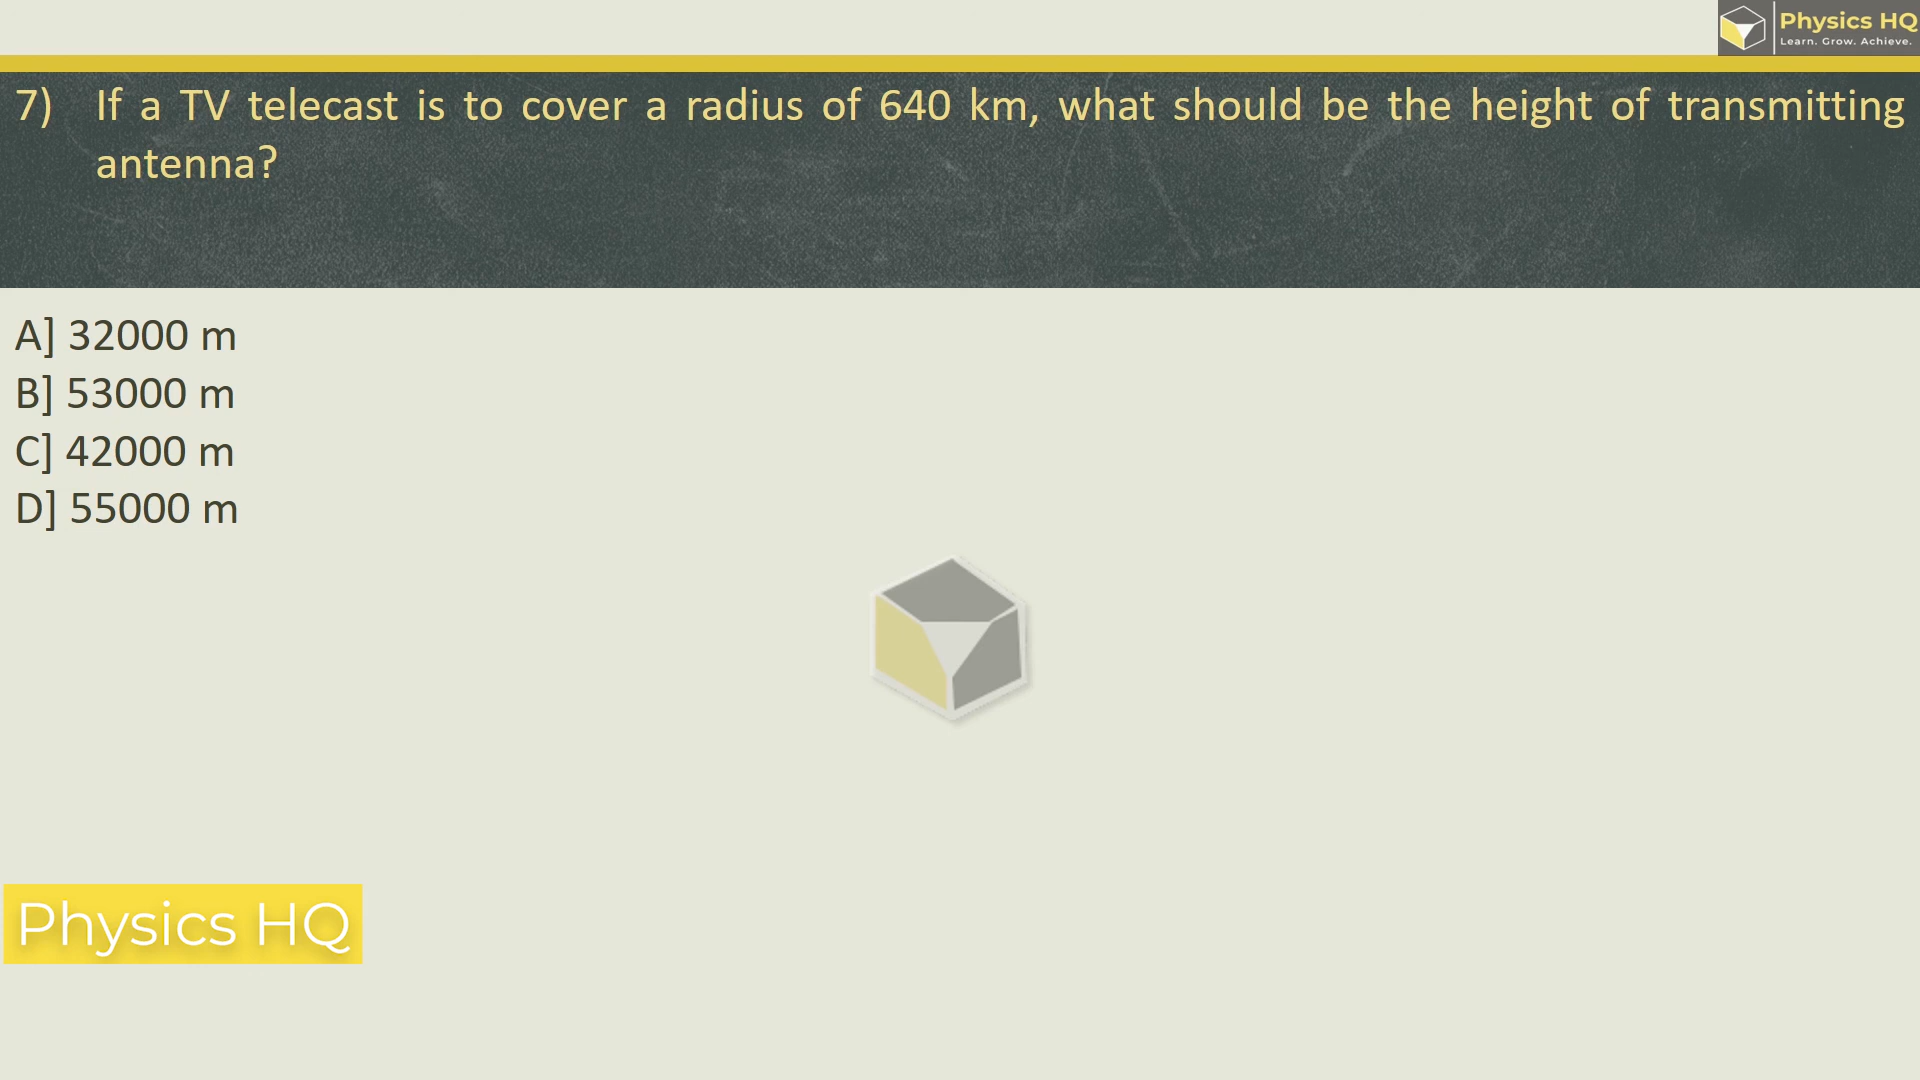 Physics HQ
Learn. Grow. Achieve.
7) If a TV telecast is to cover a radius of 640 km, what should be the height of transmitting
antenna?
A] 32000 m
B] 53000 m
C] 42000 m
D] 55000 m
Physics HQ